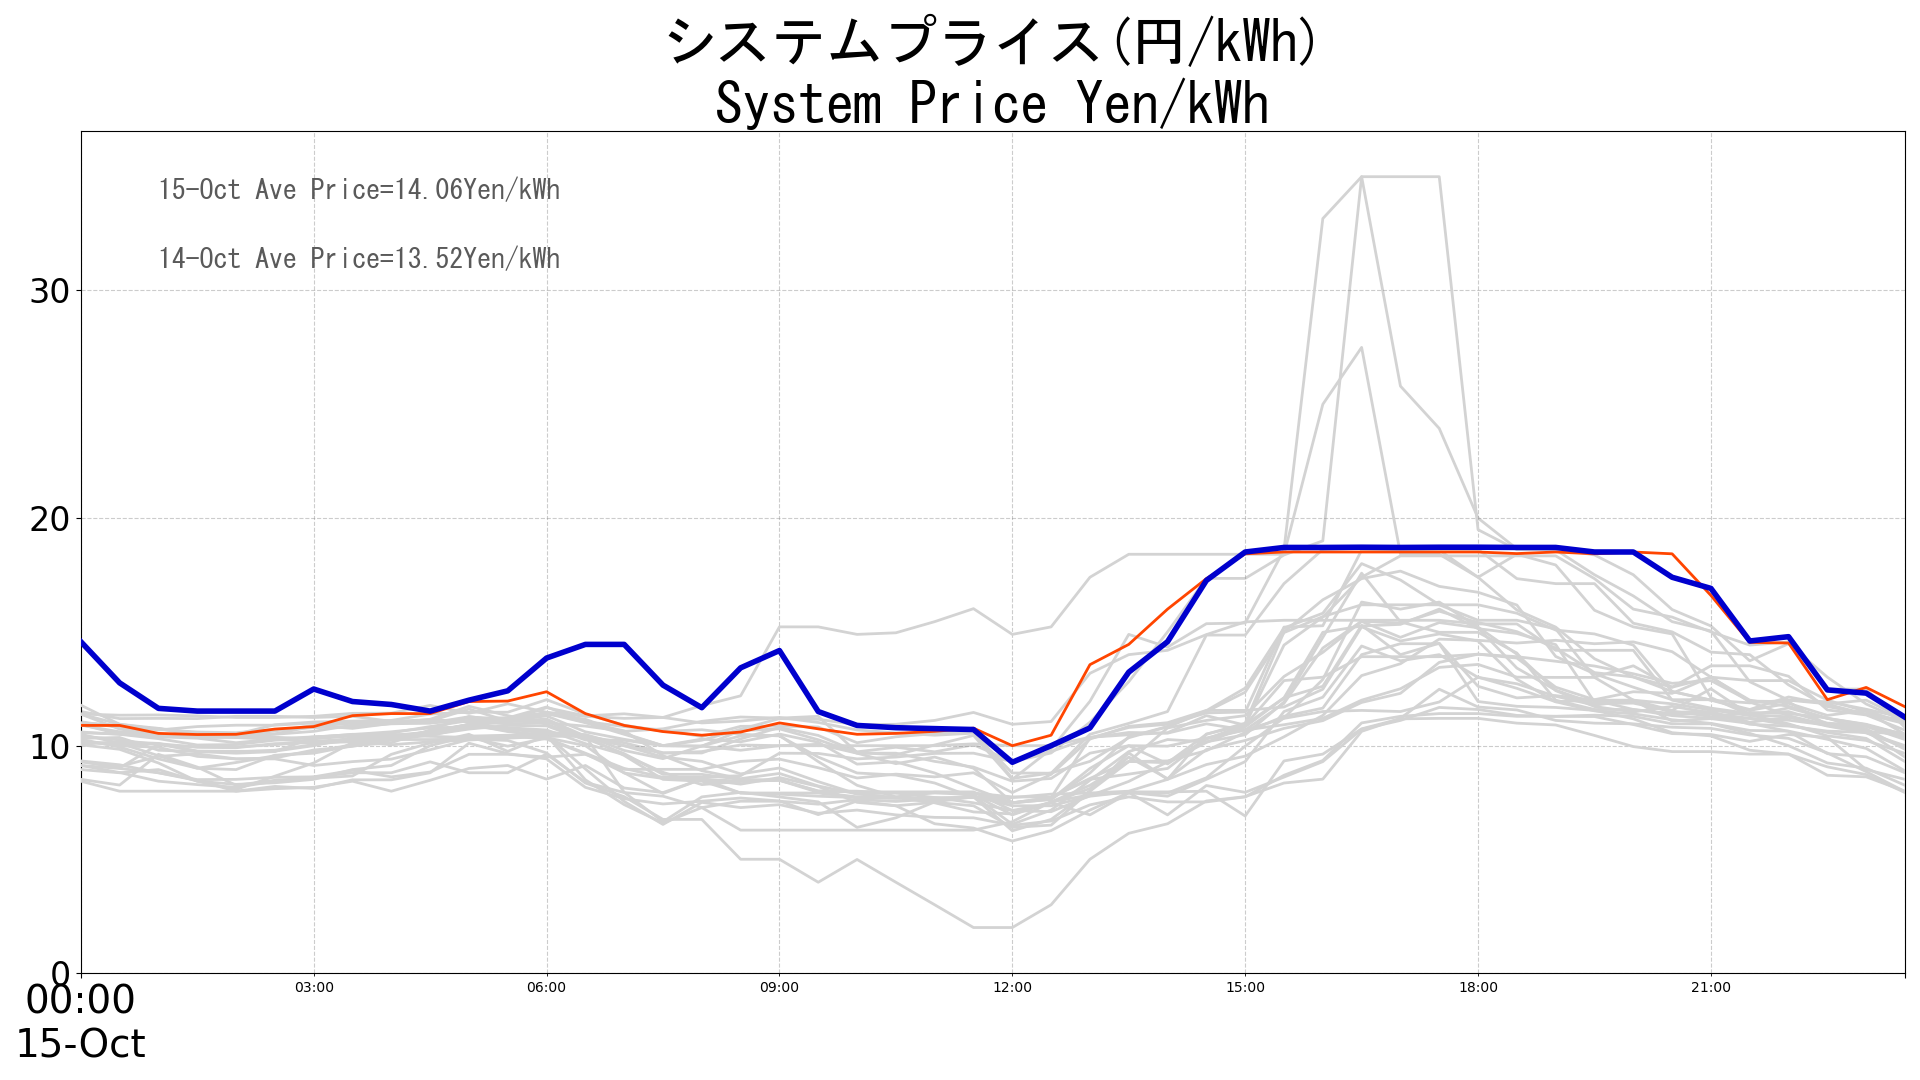 システムプライス(円/kWh)
System Price Yen/kWh
15-Oct Ave Price=14.06Yen/kWh
14-Oct Ave Price=13.52Yen/kWh
30
20
10
0
00:00 03:00 06:00 09:00 12:00 15:00 18:00 21:00
15-Oct